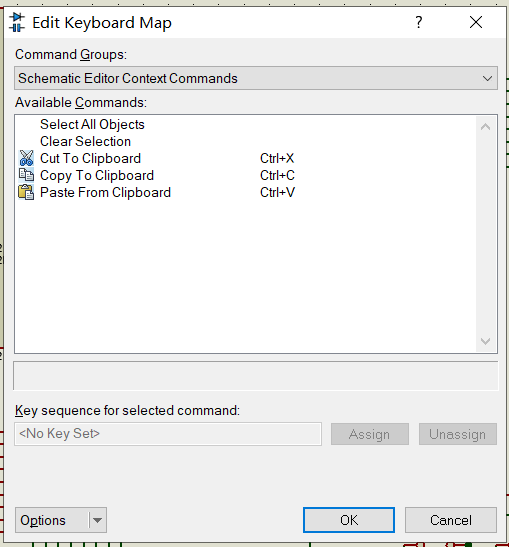 Edit Keyboard Map
?
Command Groups:
Schematic Editor Context Commands
Available Commands:
Select All Objects
Clear Selection
Cut To Clipboard Ctrl+X
Copy To Clipboard Ctrl+C
Paste From Clipboard Ctrl+V
Key sequence for selected command:
<No Key Set> Assign Unassign
Options OK Cancel